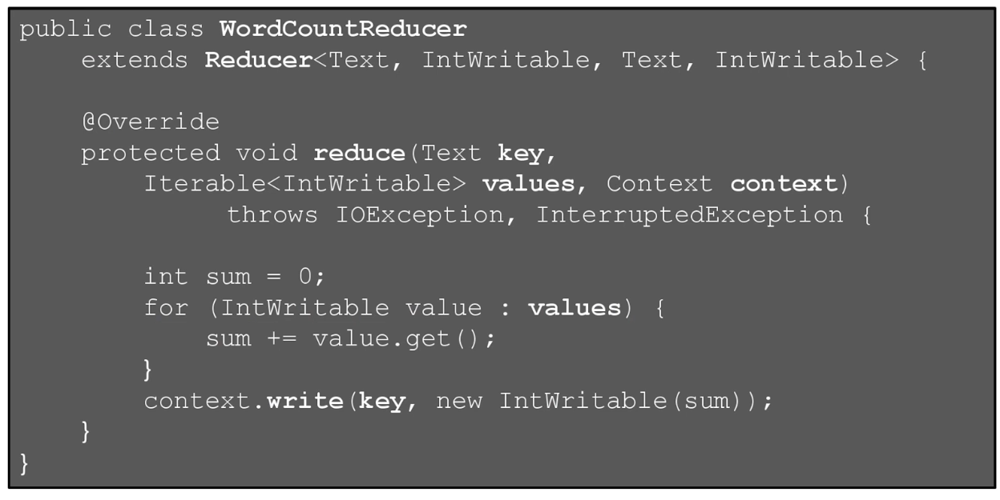 public class WordCountReducer
    extends Reducer<Text, IntWritable, Text, IntWritable> {

    @Override
    protected void reduce(Text key,
        Iterable<IntWritable> values, Context context)
            throws IOException, InterruptedException {

        int sum = 0;
        for (IntWritable value : values) {
            sum += value.get();
        }
        context.write(key, new IntWritable(sum));
    }
}